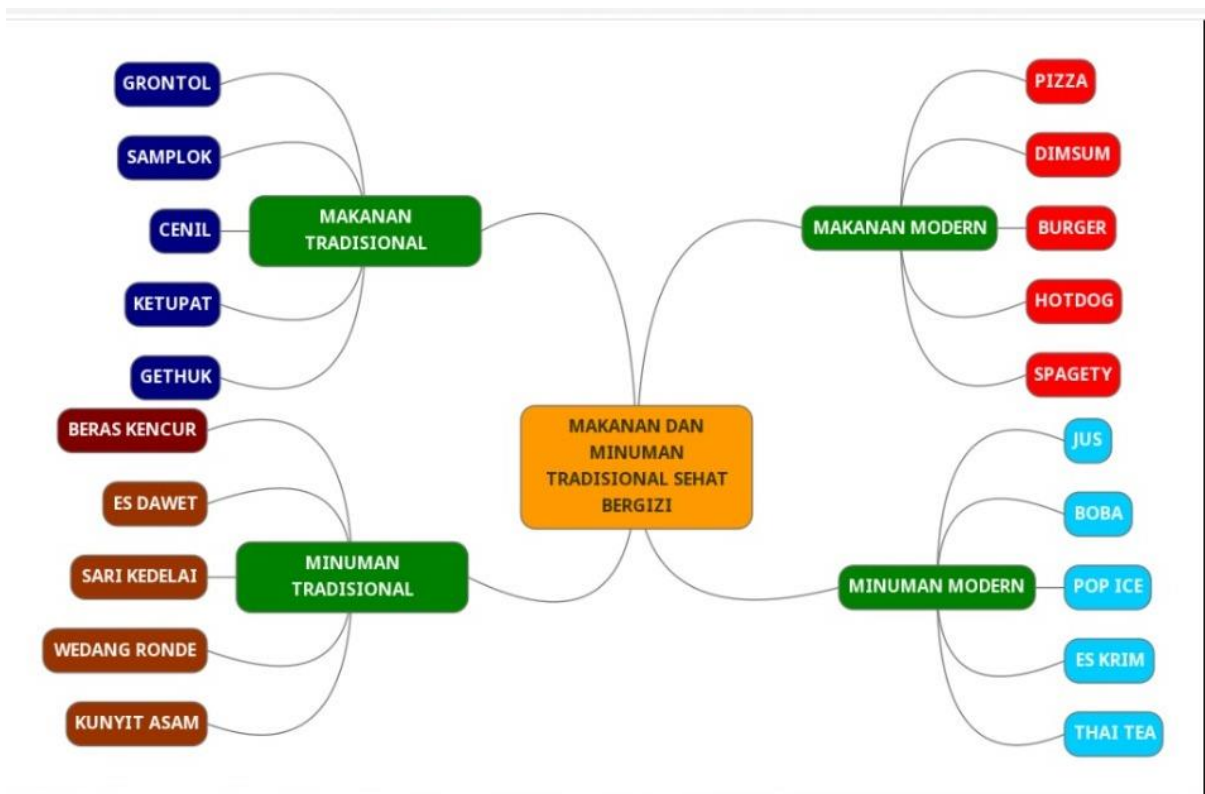 GRONTOL
SAMPLOK
CENIL
KETUPAT
GETHUK
MAKANAN
TRADISIONAL
BERAS KENCUR
ES DAWET
SARI KEDELAI
WEDANG RONDE
KUNYIT ASAM
MINUMAN
TRADISIONAL
MAKANAN DAN
MINUMAN
TRADISIONAL SEHAT
BERGIZI
MAKANAN MODERN
PIZZA
DIMSUM
BURGER
HOTDOG
SPAGETY
MINUMAN MODERN
JUS
BOBA
POP ICE
ES KRIM
THAI TEA